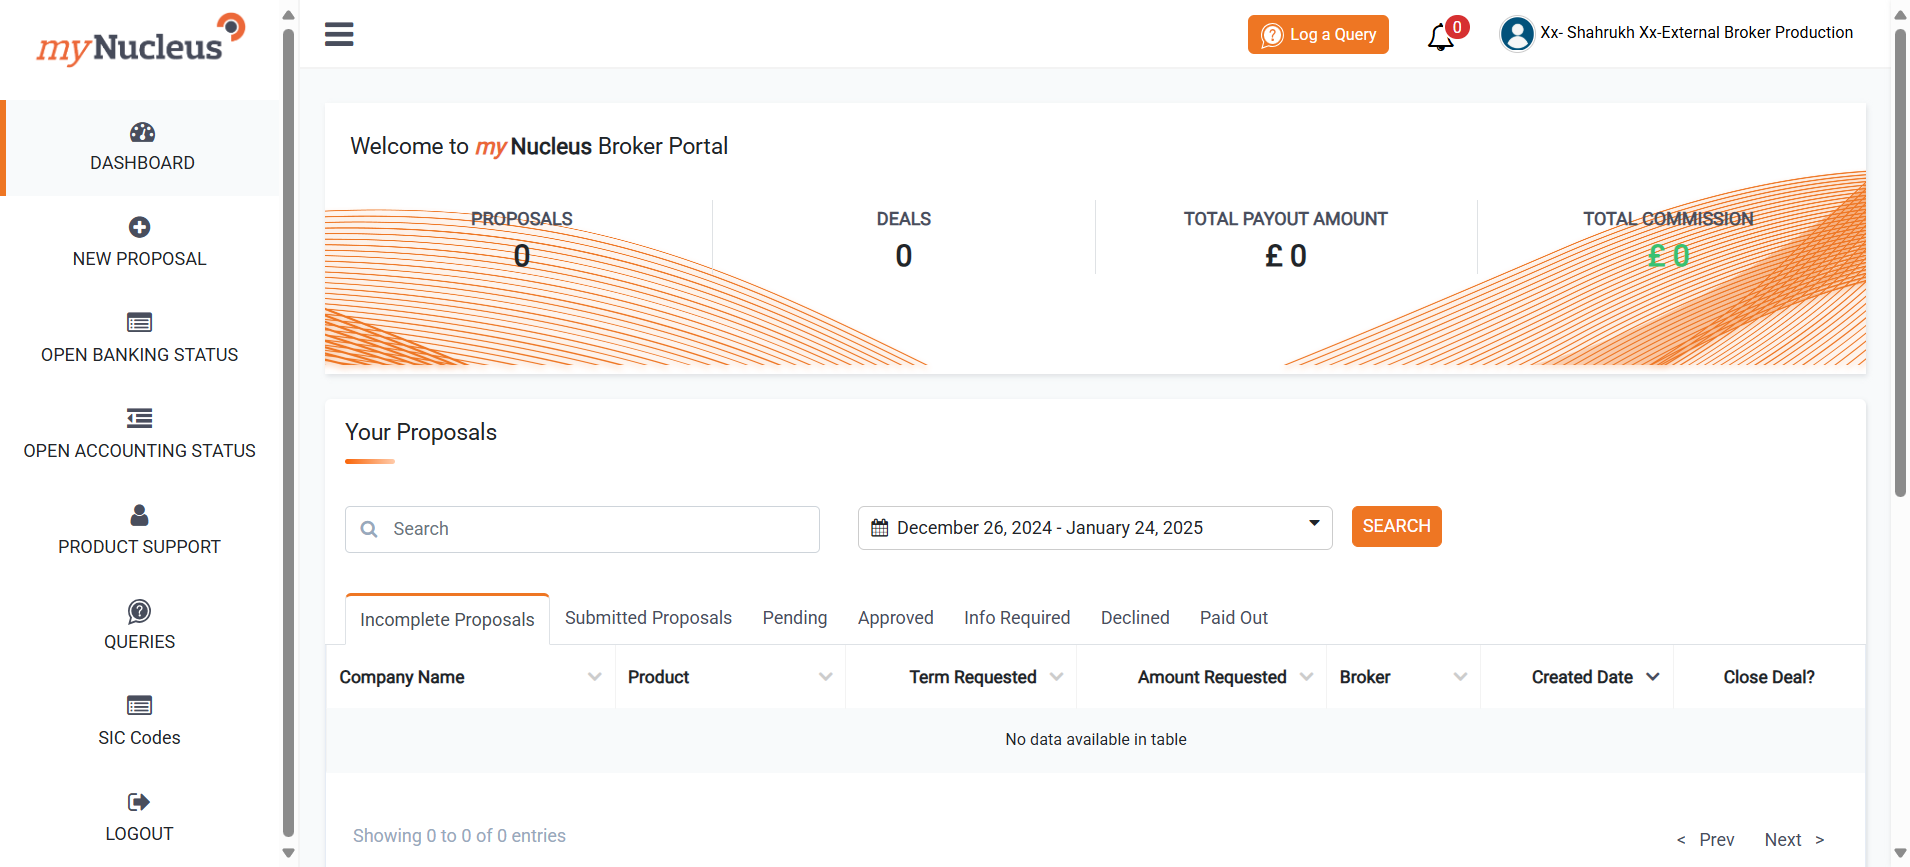 myNucleus
DASHBOARD
NEW PROPOSAL
OPEN BANKING STATUS
OPEN ACCOUNTING STATUS
PRODUCT SUPPORT
QUERIES
SIC Codes
LOGOUT
Log a Query
0
Xx- Shahrukh Xx-External Broker Production
Welcome to my Nucleus Broker Portal
PROPOSALS
0
DEALS
0
TOTAL PAYOUT AMOUNT
£ 0
TOTAL COMMISSION
£ 0
Your Proposals
Search
December 26, 2024 - January 24, 2025
SEARCH
Incomplete Proposals Submitted Proposals Pending Approved Info Required Declined Paid Out
Company Name Product Term Requested Amount Requested Broker Created Date Close Deal?
No data available in table
Showing 0 to 0 of 0 entries
< Prev Next >